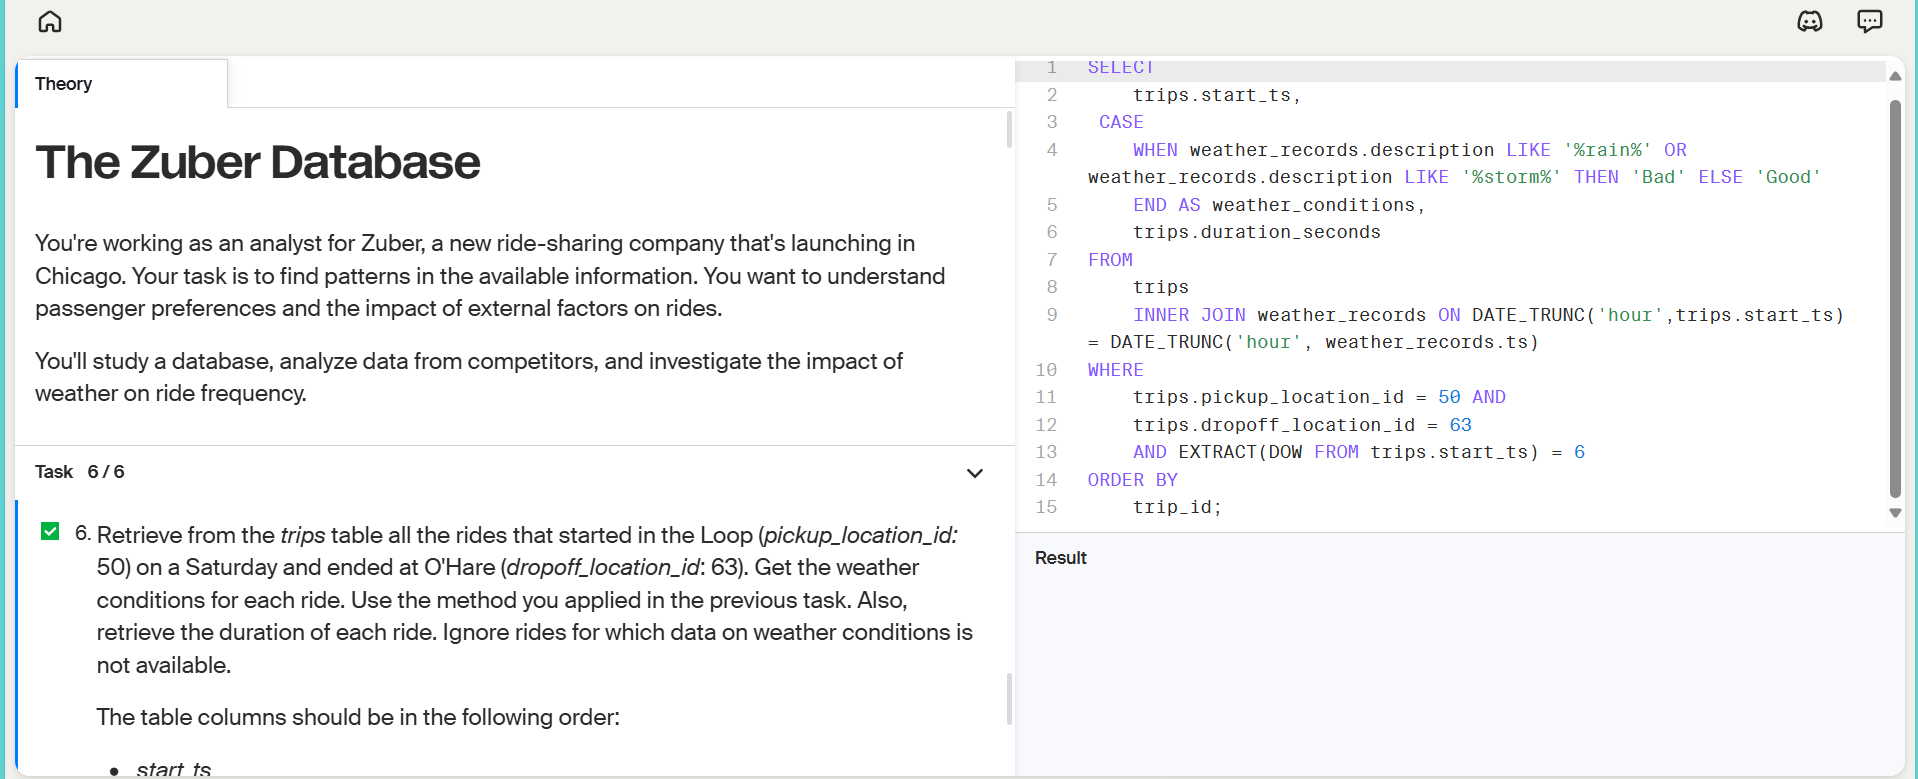 Theory
The Zuber Database
You're working as an analyst for Zuber, a new ride-sharing company that's launching in
Chicago. Your task is to find patterns in the available information. You want to understand
passenger preferences and the impact of external factors on rides.
You'll study a database, analyze data from competitors, and investigate the impact of
weather on ride frequency.
Task 6 / 6
6. Retrieve from the trips table all the rides that started in the Loop (pickup_location_id:
50) on a Saturday and ended at O'Hare (dropoff_location_id: 63). Get the weather
conditions for each ride. Use the method you applied in the previous task. Also,
retrieve the duration of each ride. Ignore rides for which data on weather conditions is
not available.
The table columns should be in the following order:
• start_ts
1 SELECT
2 trips.start_ts,
3 CASE
4 WHEN weather_records.description LIKE '%rain%' OR
weather_records.description LIKE '%storm%' THEN 'Bad' ELSE 'Good'
5 END AS weather_conditions,
6 trips.duration_seconds
7 FROM
8 trips
9 INNER JOIN weather_records ON DATE_TRUNC('hour',trips.start_ts)
= DATE_TRUNC('hour', weather_records.ts)
10 WHERE
11 trips.pickup_location_id = 50 AND
12 trips.dropoff_location_id = 63
13 AND EXTRACT(DOW FROM trips.start_ts) = 6
14 ORDER BY
15 trip_id;
Result